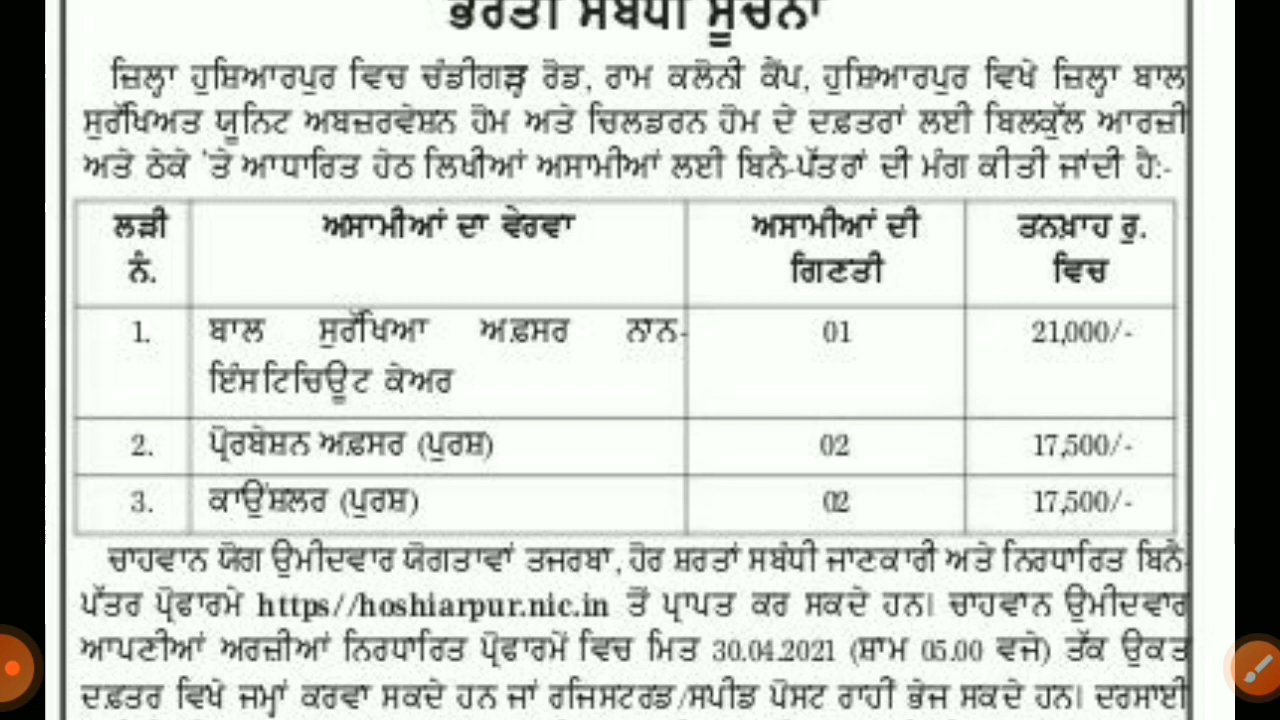 ਭਰਤੀ ਸਬੰਧੀ ਸੂਚਨਾ
ਜ਼ਿਲ੍ਹਾ ਹੁਸ਼ਿਆਰਪੁਰ ਵਿਚ ਚੰਡੀਗੜ੍ਹ ਰੋਡ, ਰਾਮ ਕਲੋਨੀ ਕੈਂਪ, ਹੁਸ਼ਿਆਰਪੁਰ ਵਿਖੇ ਜ਼ਿਲ੍ਹਾ ਬਾਲ
ਸੁਰੱਖਿਅਤ ਯੂਨਿਟ ਅਬਜ਼ਰਵੇਸ਼ਨ ਹੋਮ ਅਤੇ ਚਿਲਡਰਨ ਹੋਮ ਦੇ ਦਫ਼ਤਰਾਂ ਲਈ ਬਿਲਕੁੱਲ ਆਰਜ਼ੀ
ਅਤੇ ਠੇਕੇ 'ਤੇ ਆਧਾਰਿਤ ਹੇਠ ਲਿਖੀਆਂ ਅਸਾਮੀਆਂ ਲਈ ਬਿਨੈ-ਪੱਤਰਾਂ ਦੀ ਮੰਗ ਕੀਤੀ ਜਾਂਦੀ ਹੈ:-
ਲੜੀ ਨੰ. ਅਸਾਮੀਆਂ ਦਾ ਵੇਰਵਾ ਅਸਾਮੀਆਂ ਦੀ ਗਿਣਤੀ ਤਨਖ਼ਾਹ ਰੁ. ਵਿਚ
1. ਬਾਲ ਸੁਰੱਖਿਆ ਅਫ਼ਸਰ ਨਾਨ- 01 21,000/-
ਇੰਸਟਿਚਿਊਟ ਕੇਅਰ
2. ਪ੍ਰੋਰਬੇਸ਼ਨ ਅਫ਼ਸਰ (ਪੁਰਸ਼) 02 17,500/-
3. ਕਾਉਂਸ਼ਲਰ (ਪੁਰਸ਼) 02 17,500/-
ਚਾਹਵਾਨ ਯੋਗ ਉਮੀਦਵਾਰ ਯੋਗਤਾਵਾਂ ਤਜਰਬਾ, ਹੋਰ ਸ਼ਰਤਾਂ ਸਬੰਧੀ ਜਾਣਕਾਰੀ ਅਤੇ ਨਿਰਧਾਰਿਤ ਬਿਨੈ-
ਪੱਤਰ ਪ੍ਰੋਫਾਰਮੇ https//hoshiarpur.nic.in ਤੋਂ ਪ੍ਰਾਪਤ ਕਰ ਸਕਦੇ ਹਨ। ਚਾਹਵਾਨ ਉਮੀਦਵਾਰ
ਆਪਣੀਆਂ ਅਰਜ਼ੀਆਂ ਨਿਰਧਾਰਿਤ ਪ੍ਰੋਫਾਰਮੇਂ ਵਿਚ ਮਿਤ 30.04.2021 (ਸ਼ਾਮ 05.00 ਵਜੇ) ਤੱਕ ਉਕਤ
ਦਫ਼ਤਰ ਵਿਖੇ ਜਮ੍ਹਾਂ ਕਰਵਾ ਸਕਦੇ ਹਨ ਜਾਂ ਰਜਿਸਟਰਡ/ਸਪੀਡ ਪੋਸਟ ਰਾਹੀ ਭੇਜ ਸਕਦੇ ਹਨ। ਦਰਸਾਈ